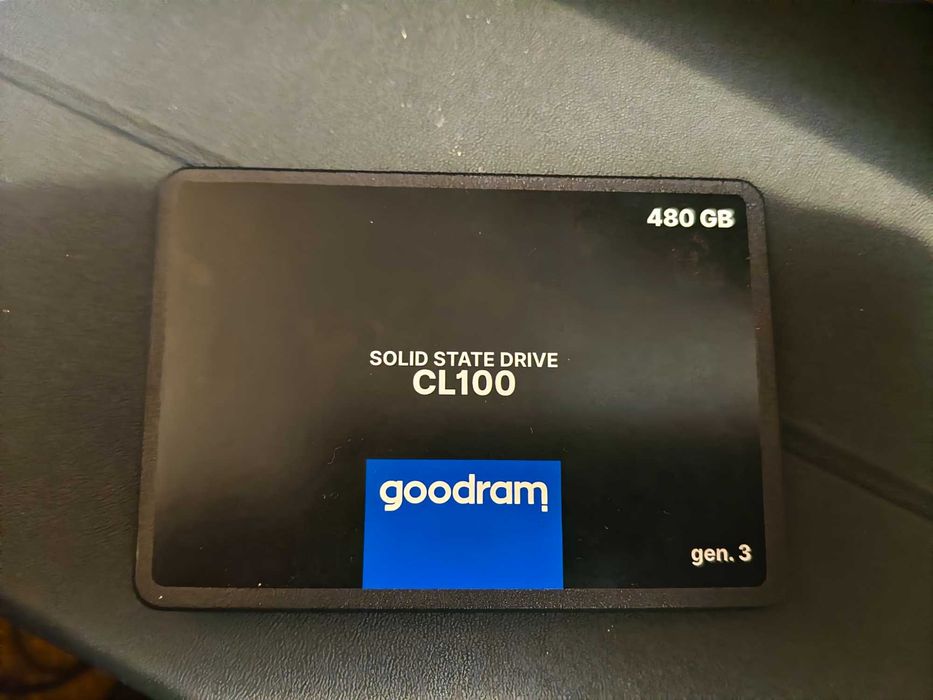 480 GB
SOLID STATE DRIVE
CL100
goodram
gen. 3